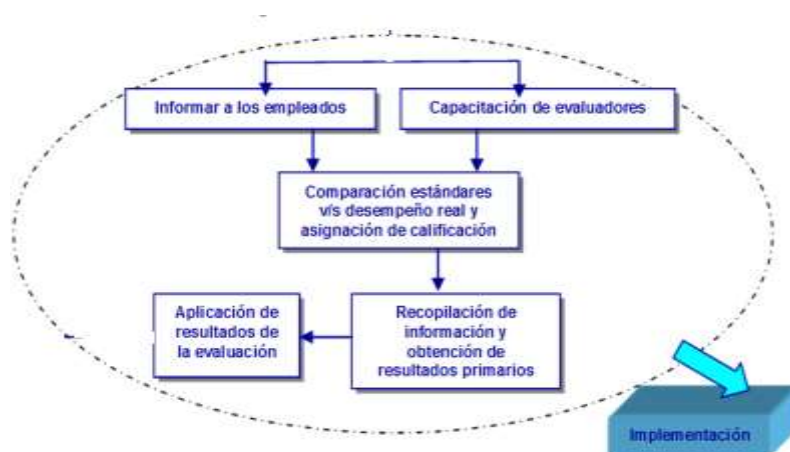 Informar a los empleados
Capacitación de evaluadores
Comparación estándares
v/s desempeño real y
asignación de calificación
Aplicación de
resultados de
la evaluación
Recopilación de
información y
obtención de
resultados primarios
Implementación